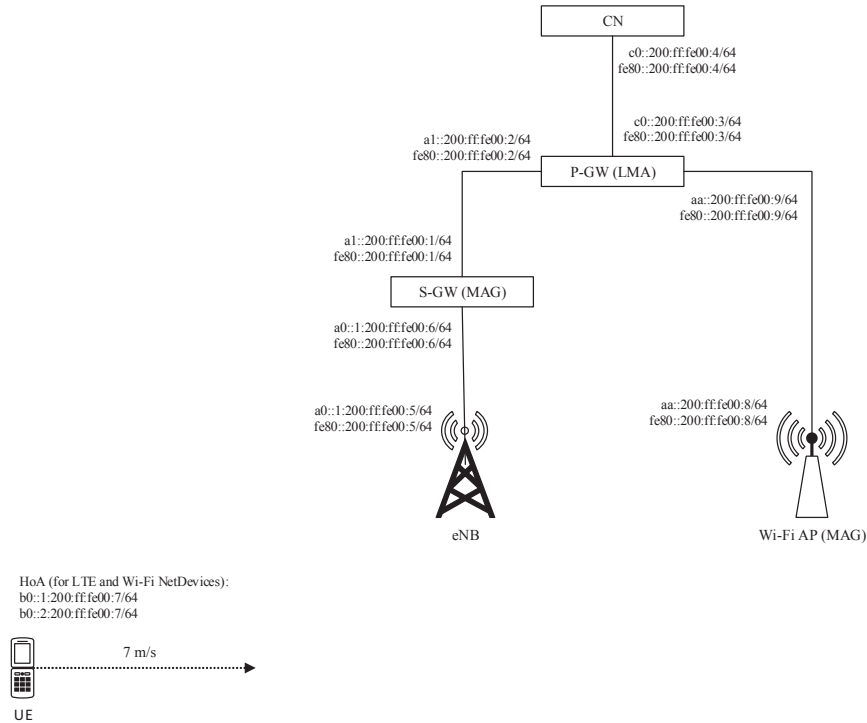 CN
c0::200:ff:fe00:4/64
fe80::200:ff:fe00:4/64
c0::200:ff:fe00:3/64
fe80::200:ff:fe00:3/64
a1::200:ff:fe00:2/64
fe80::200:ff:fe00:2/64
P-GW (LMA)
aa::200:ff:fe00:9/64
fe80::200:ff:fe00:9/64
a1::200:ff:fe00:1/64
fe80::200:ff:fe00:1/64
S-GW (MAG)
a0::1:200:ff:fe00:6/64
fe80::200:ff:fe00:6/64
a0::1:200:ff:fe00:5/64
fe80::200:ff:fe00:5/64
aa::200:ff:fe00:8/64
fe80::200:ff:fe00:8/64
eNB
Wi-Fi AP (MAG)
HoA (for LTE and Wi-Fi NetDevices):
b0::1:200:ff:fe00:7/64
b0::2:200:ff:fe00:7/64
7 m/s
UE